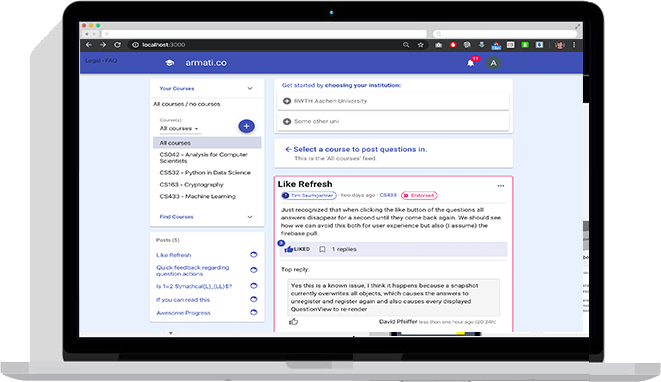 localhost:3000
Legal - FAQ
armati.co
11
A
Your Courses
All courses / no courses
Course(s)
All courses
All courses
CS042 - Analysis for Computer
Scientists
CS532 - Python in Data Science
CS163 - Cryptography
CS433 - Machine Learning
Find Courses
Posts (5)
Like Refresh
Quick feedback regarding
question actions
Is 1=2 $\mathcal{L}_{LL}$?
If you can read this
Awesome Progress
Get started by choosing your institution:
RWTH Aachen University
Some other uni
Select a course to post questions in.
This is the 'All courses' feed
Like Refresh
Tim Baumgartner · two days ago · CS433 Endorsed
Just recognized that when clicking the like button of the questions all
answers disappear for a second until they come back again. We should see
how we can avoid this both for user experience but also (I assume) the
firebase pull.
LIKED 1 replies
Top reply:
Yes this is a known issue, I think it happens because a snapshot
currently overwrites all objects, which causes the answers to
unregister and register again and also causes every displayed
QuestionView to re-render
David Pfeiffer less than one hour ago (20:24h)